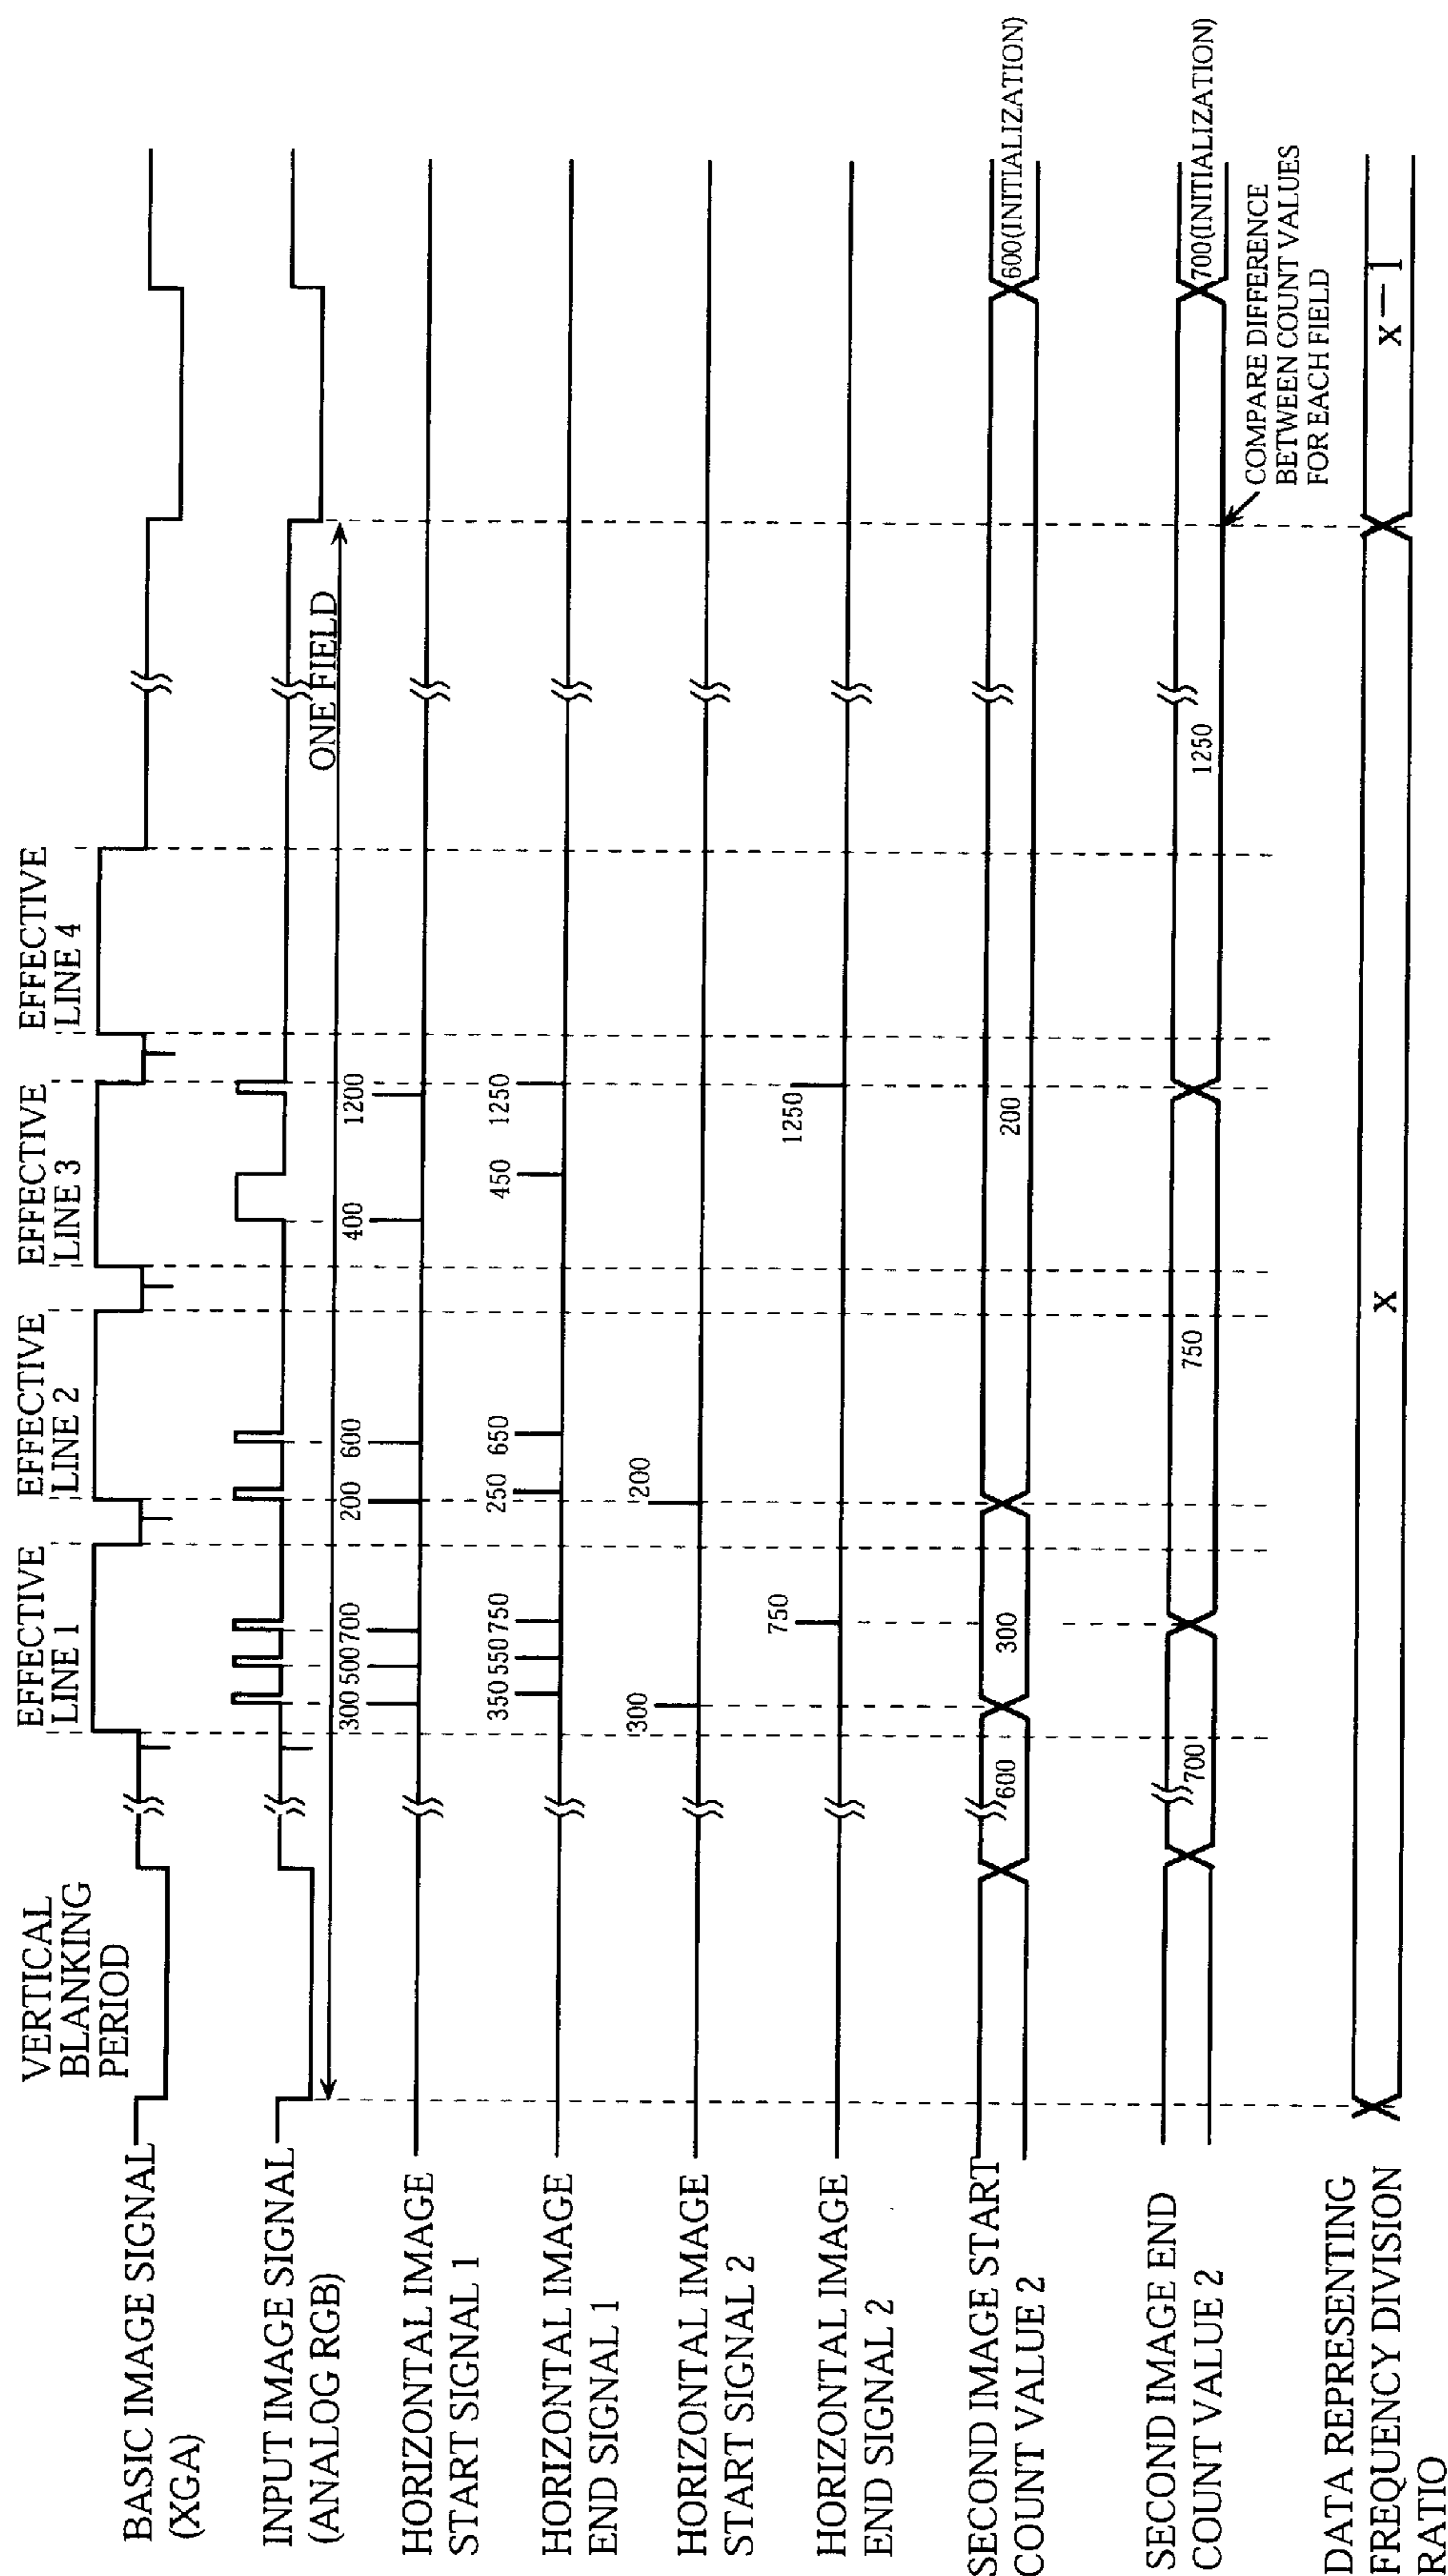 VERTICAL
BLANKING
PERIOD
EFFECTIVE
LINE 1
EFFECTIVE
LINE 2
EFFECTIVE
LINE 3
EFFECTIVE
LINE 4
BASIC IMAGE SIGNAL
(XGA)
INPUT IMAGE SIGNAL
(ANALOG RGB)
ONE FIELD
HORIZONTAL IMAGE
START SIGNAL 1
300 500 700
200
600
400
1200
HORIZONTAL IMAGE
END SIGNAL 1
350 550 750
250
650
450
1250
HORIZONTAL IMAGE
START SIGNAL 2
300
200
HORIZONTAL IMAGE
END SIGNAL 2
750
1250
SECOND IMAGE START
COUNT VALUE 2
600
300
200
600(INITIALIZATION)
SECOND IMAGE END
COUNT VALUE 2
700
750
1250
700(INITIALIZATION)
COMPARE DIFFERENCE
BETWEEN COUNT VALUES
FOR EACH FIELD
DATA REPRESENTING
FREQUENCY DIVISION
RATIO
x
x−1